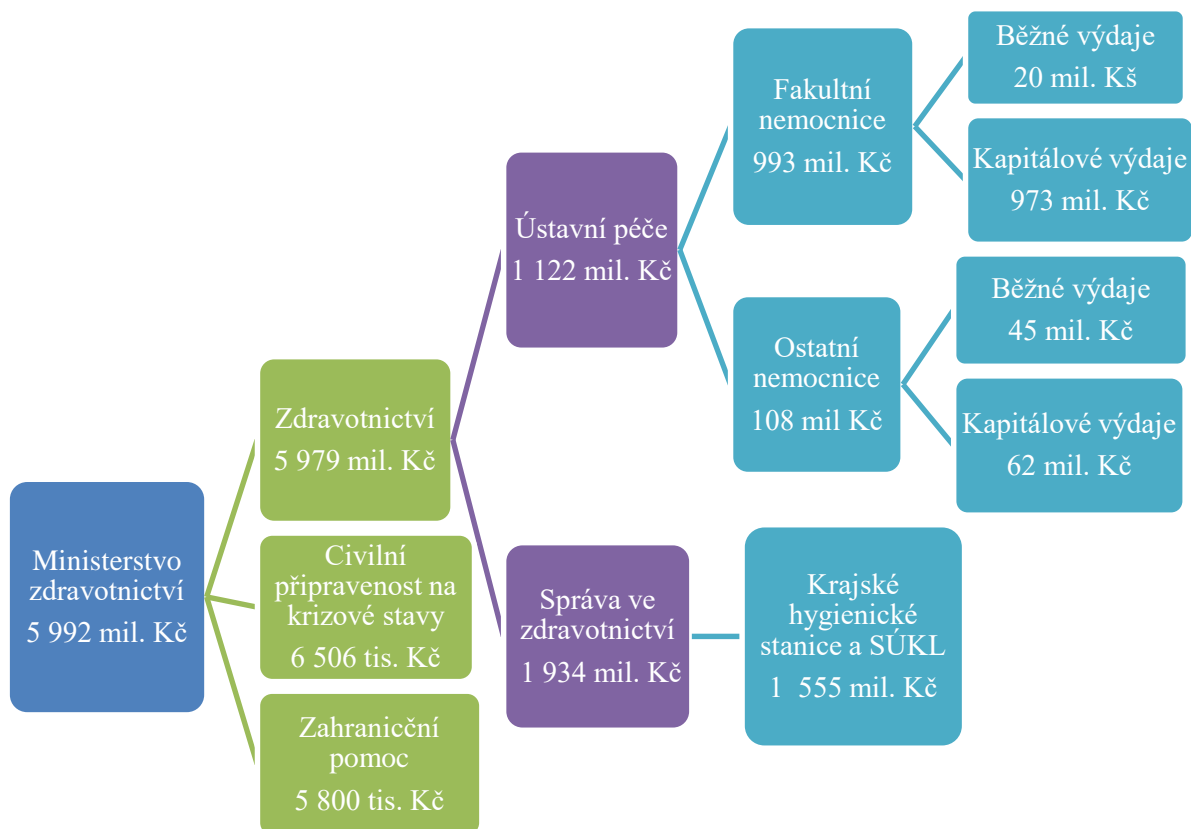 Ministerstvo
zdravotnictví
5 992 mil. Kč
Zdravotnictví
5 979 mil. Kč
Civilní
připravenost na
krizové stavy
6 506 tis. Kč
Zahranicční
pomoc
5 800 tis. Kč
Ústavní péče
1 122 mil. Kč
Správa ve
zdravotnictví
1 934 mil. Kč
Fakultní
nemocnice
993 mil. Kč
Ostatní
nemocnice
108 mil Kč
Krajské
hygienické
stanice a SÚKL
1 555 mil. Kč
Běžné výdaje
20 mil. Kš
Kapitálové výdaje
973 mil. Kč
Běžné výdaje
45 mil. Kč
Kapitálové výdaje
62 mil. Kč